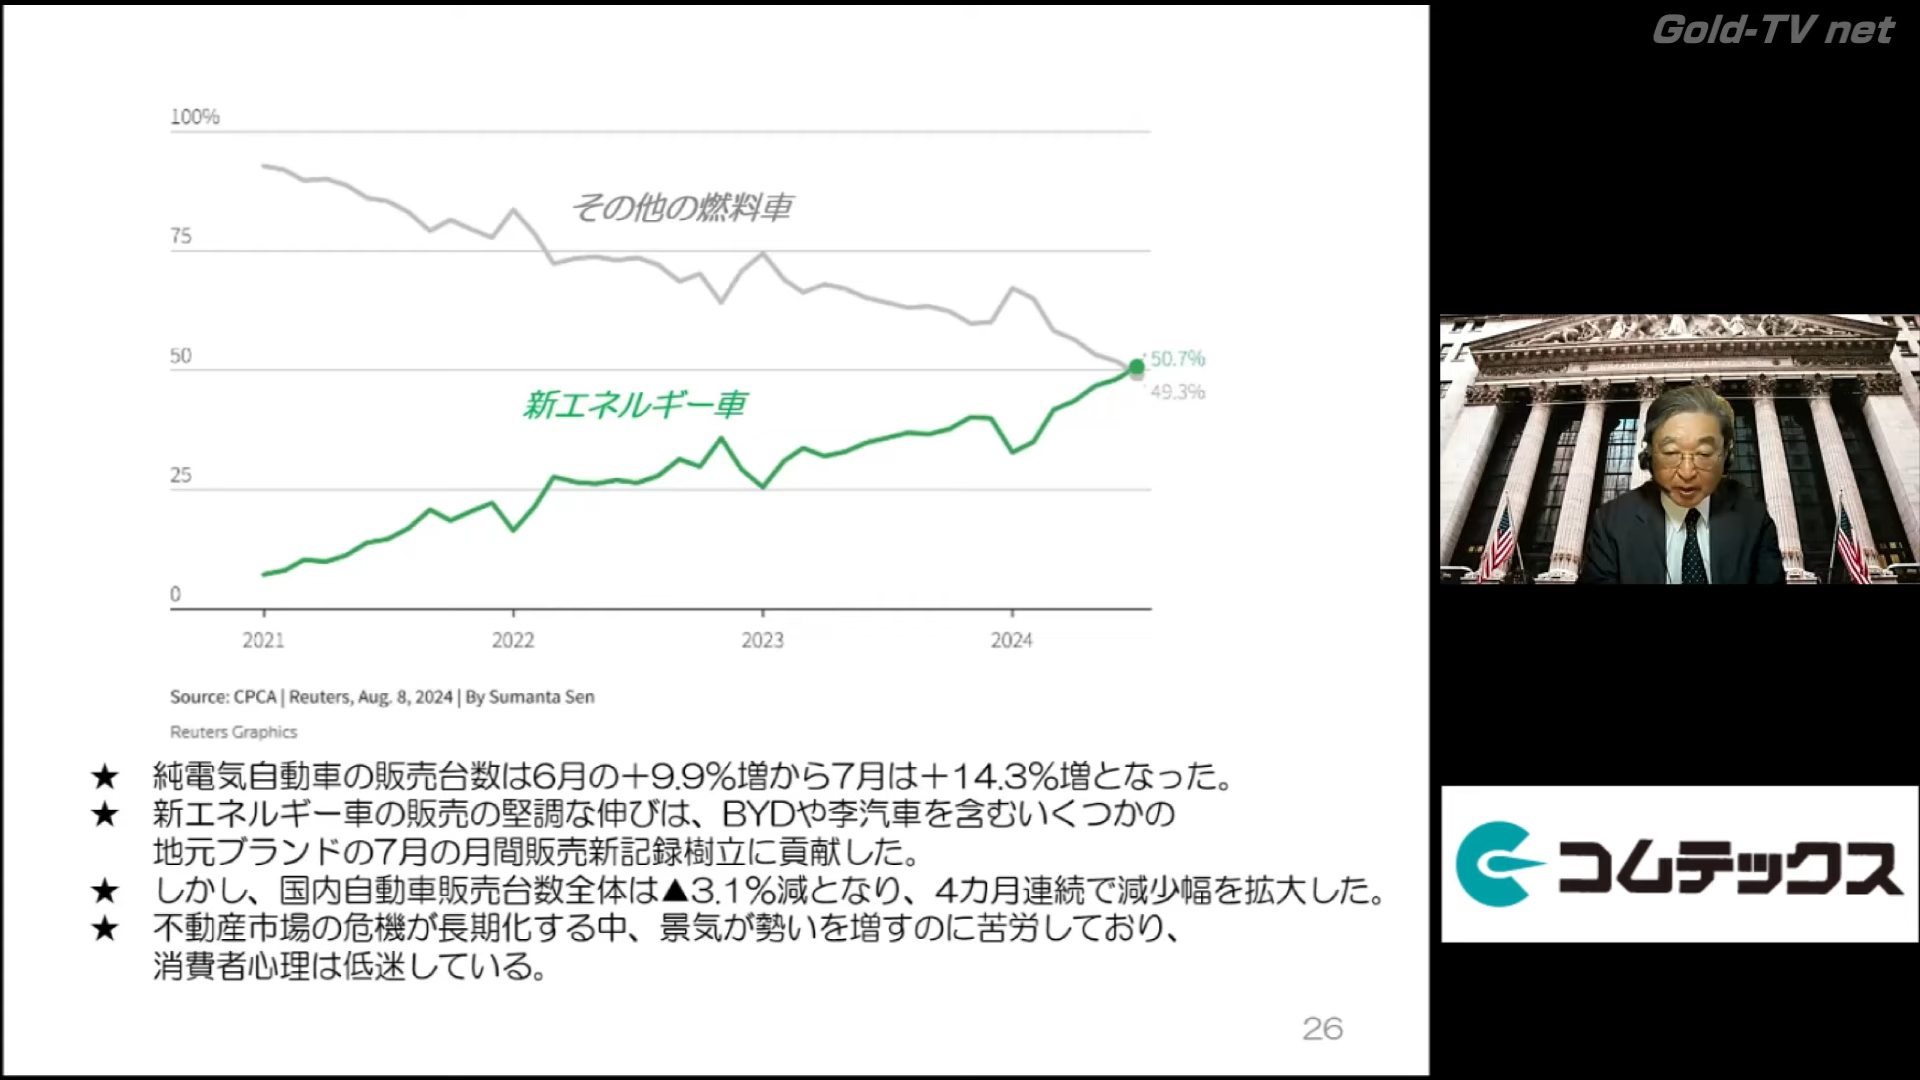 Gold-TV net
100%
75
50
25
0
その他の燃料車
新エネルギー車
50.7%
49.3%
2021 2022 2023 2024
Source: CPCA | Reuters, Aug. 8, 2024 | By Sumanta Sen
Reuters Graphics
★ 純電気自動車の販売台数は6月の＋9.9%増から7月は＋14.3%増となった。
★ 新エネルギー車の販売の堅調な伸びは、BYDや李汽車を含むいくつかの
地元ブランドの7月の月間販売新記録樹立に貢献した。
★ しかし、国内自動車販売台数全体は▲3.1%減となり、4カ月連続で減少幅を拡大した。
★ 不動産市場の危機が長期化する中、景気が勢いを増すのに苦労しており、
消費者心理は低迷している。
26
コムテックス